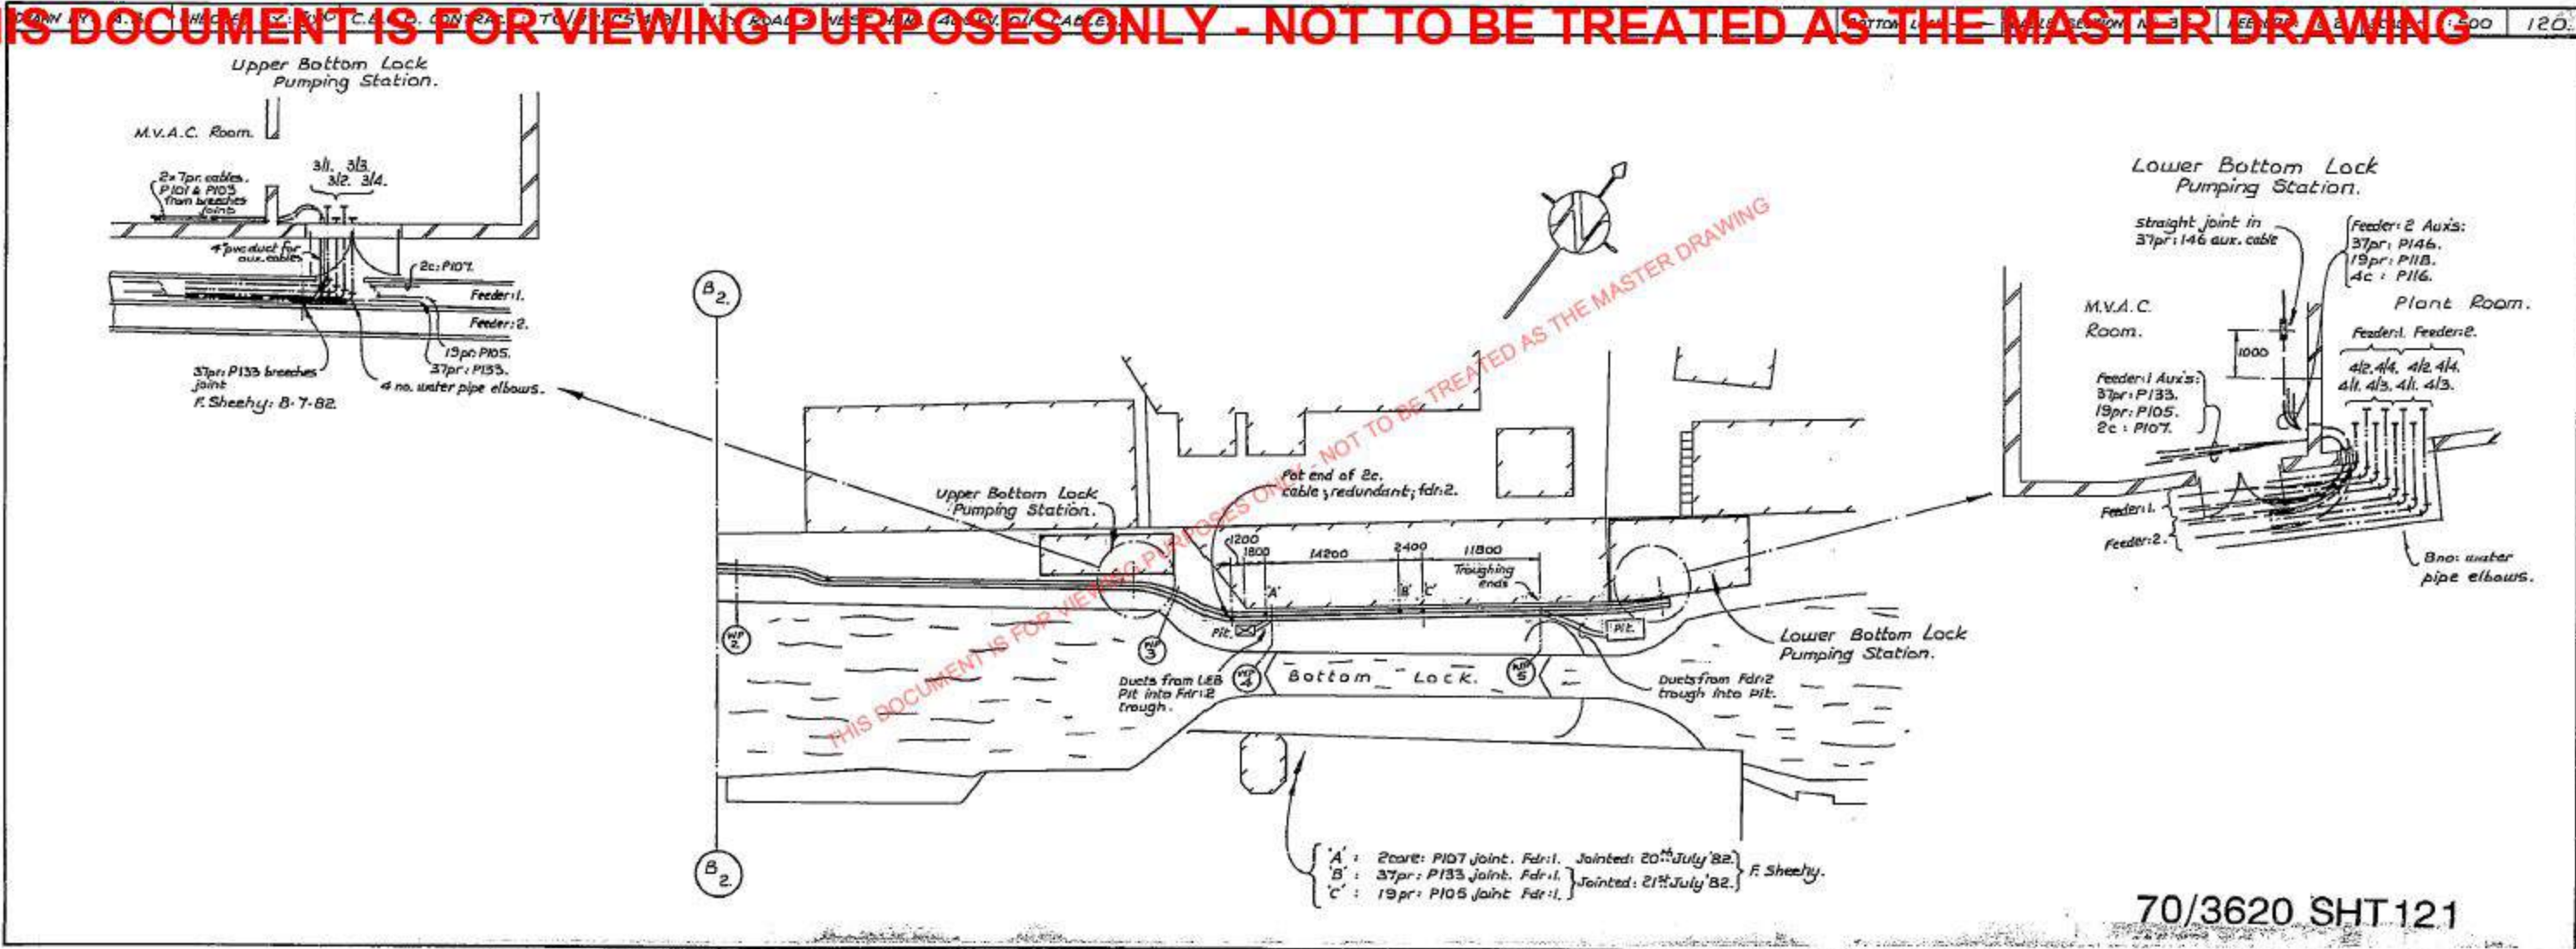 IS DOCUMENT IS FOR VIEWING PURPOSES ONLY - NOT TO BE TREATED AS THE MASTER DRAWING
500
120.
Upper Bottom Lock
Pumping Station.
M.V.A.C. Room.
3/1. 3/3.
3/2. 3/4.
2x7pr. cables.
P101 & P103
from breeches
joint
4" pvc duct for
aux. cables
2c: P107.
Feeder:1.
Feeder:2.
19pr: P105.
37pr: P133.
37pr: P133 breeches
joint
F. Sheehy: 8·7·82.
4 no. water pipe elbows.
B
2.
THIS DOCUMENT IS FOR VIEWING PURPOSES ONLY - NOT TO BE TREATED AS THE MASTER DRAWING
Upper Bottom Lock
Pumping Station.
Pot end of 2c.
cable; redundant; fdr:2.
1200
1800
14200
2400
11800
Troughing
ends
'A'
'B'
'C'
WP
2
WP
3
Pit.
Pit.
Ducts from LEB
Pit into Fdr:2
trough.
WP
4
Bottom Lock.
WP
5
Ducts from Fdr:2
trough into pit.
Lower Bottom Lock
Pumping Station.
B
2.
'A' : 2core: P107 joint. Fdr:1. Jointed: 20th July '82.
'B' : 37pr: P133 joint. Fdr:1.
'C' : 19pr: P105 joint Fdr:1.
Jointed: 21st July '82.
F. Sheehy.
Lower Bottom Lock
Pumping Station.
Straight joint in
37pr: 146 aux. cable
Feeder: 2 Aux's:
37pr: P146.
19pr: P118.
4c : P116.
M.V.A.C.
Room.
Plant Room.
1000
Feeder:1. Feeder:2.
4/2. 4/4. 4/2. 4/4.
4/1. 4/3. 4/1. 4/3.
Feeder:1 Aux's:
37pr: P133.
19pr: P105.
2c : P107.
Feeder:1.
Feeder:2.
8no: water
pipe elbows.
70/3620 SHT 121